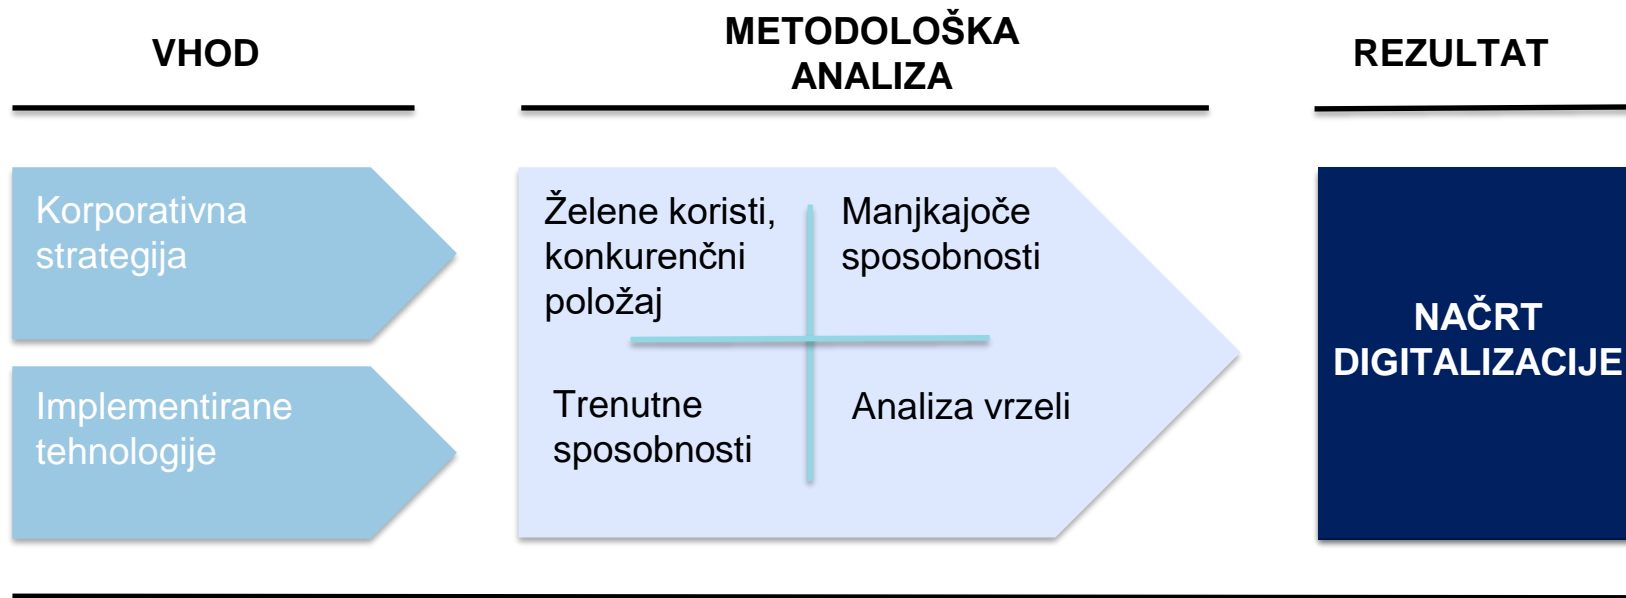 VHOD
METODOLOŠKA
ANALIZA
REZULTAT
Korporativna
strategija
Implementirane
tehnologije
Želene koristi,
konkurenčni
položaj
Manjkajoče
sposobnosti
Trenutne
sposobnosti
Analiza vrzeli
NAČRT
DIGITALIZACIJE